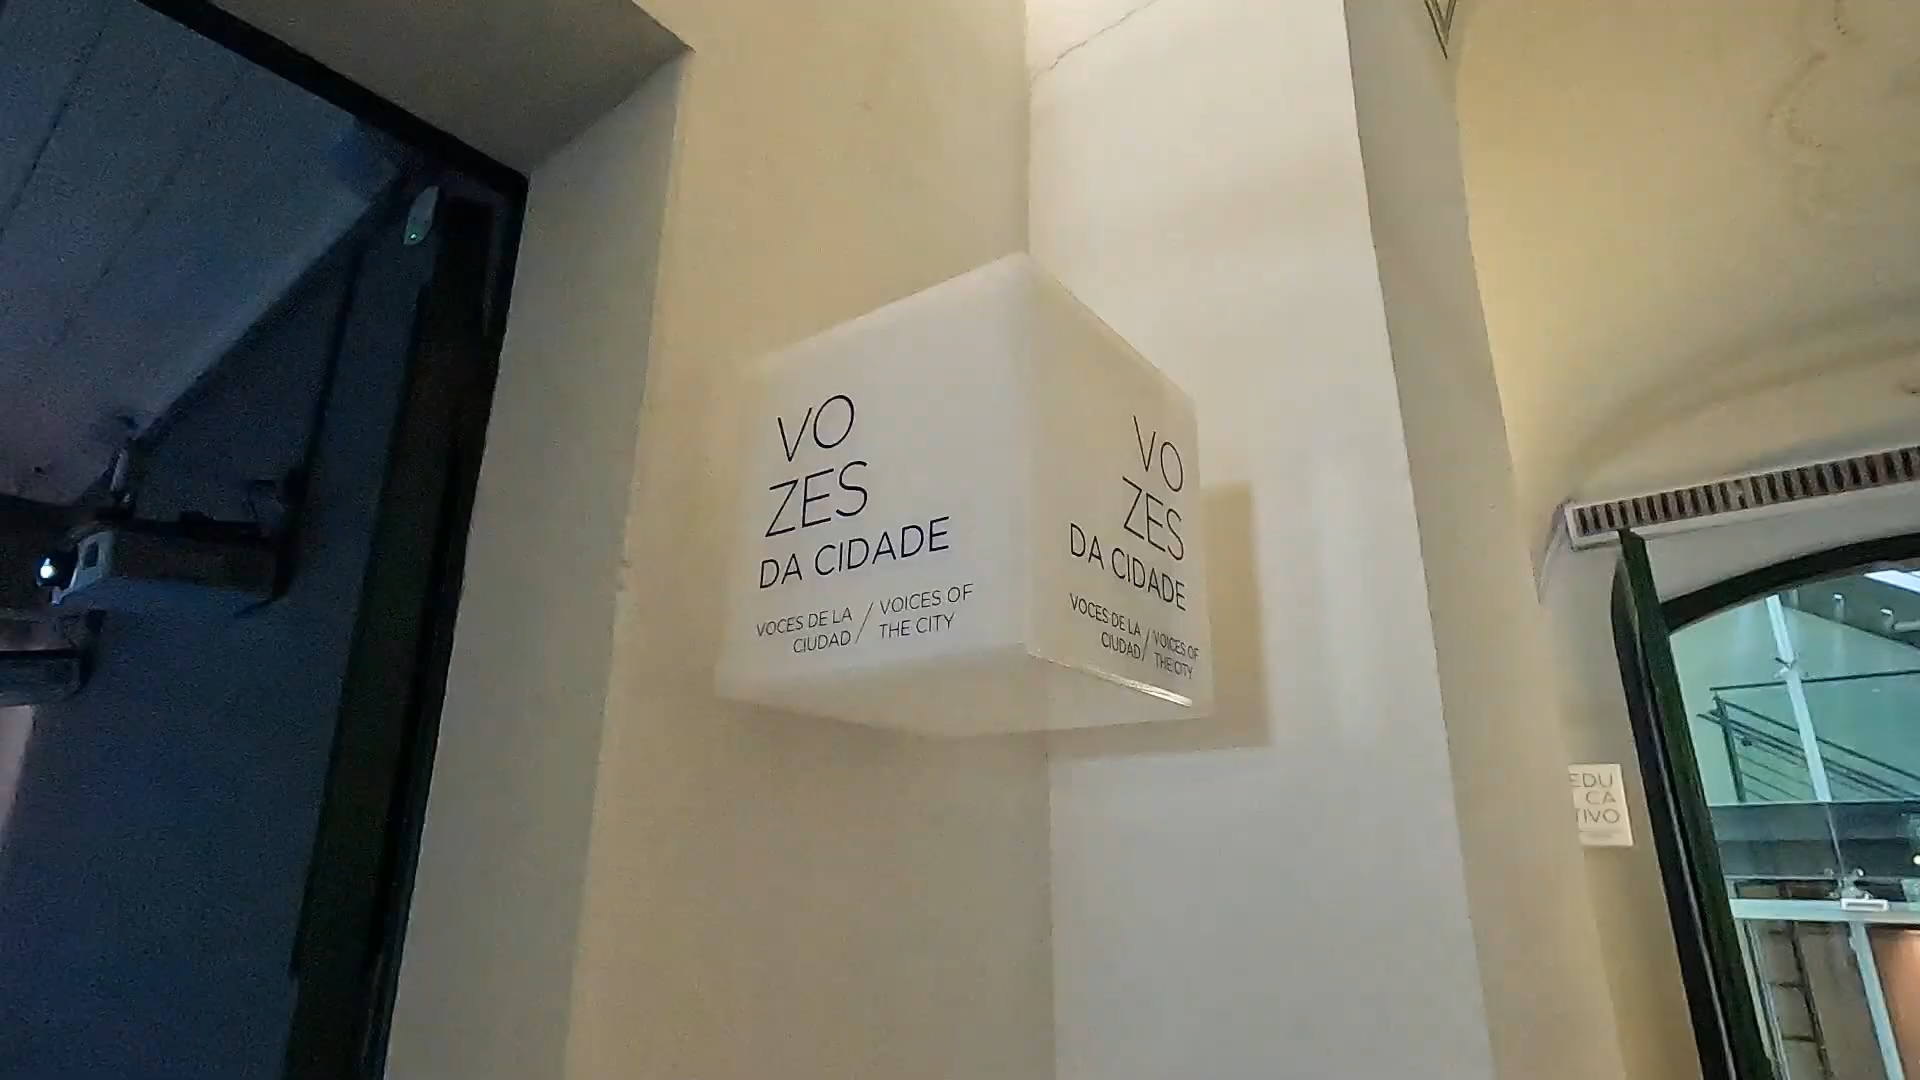 VO
ZES
DA CIDADE
VOCES DE LA / VOICES OF
CIUDAD / THE CITY
VO
ZES
DA CIDADE
VOCES DE LA / VOICES OF
CIUDAD / THE CITY
EDU
CA
TIVO